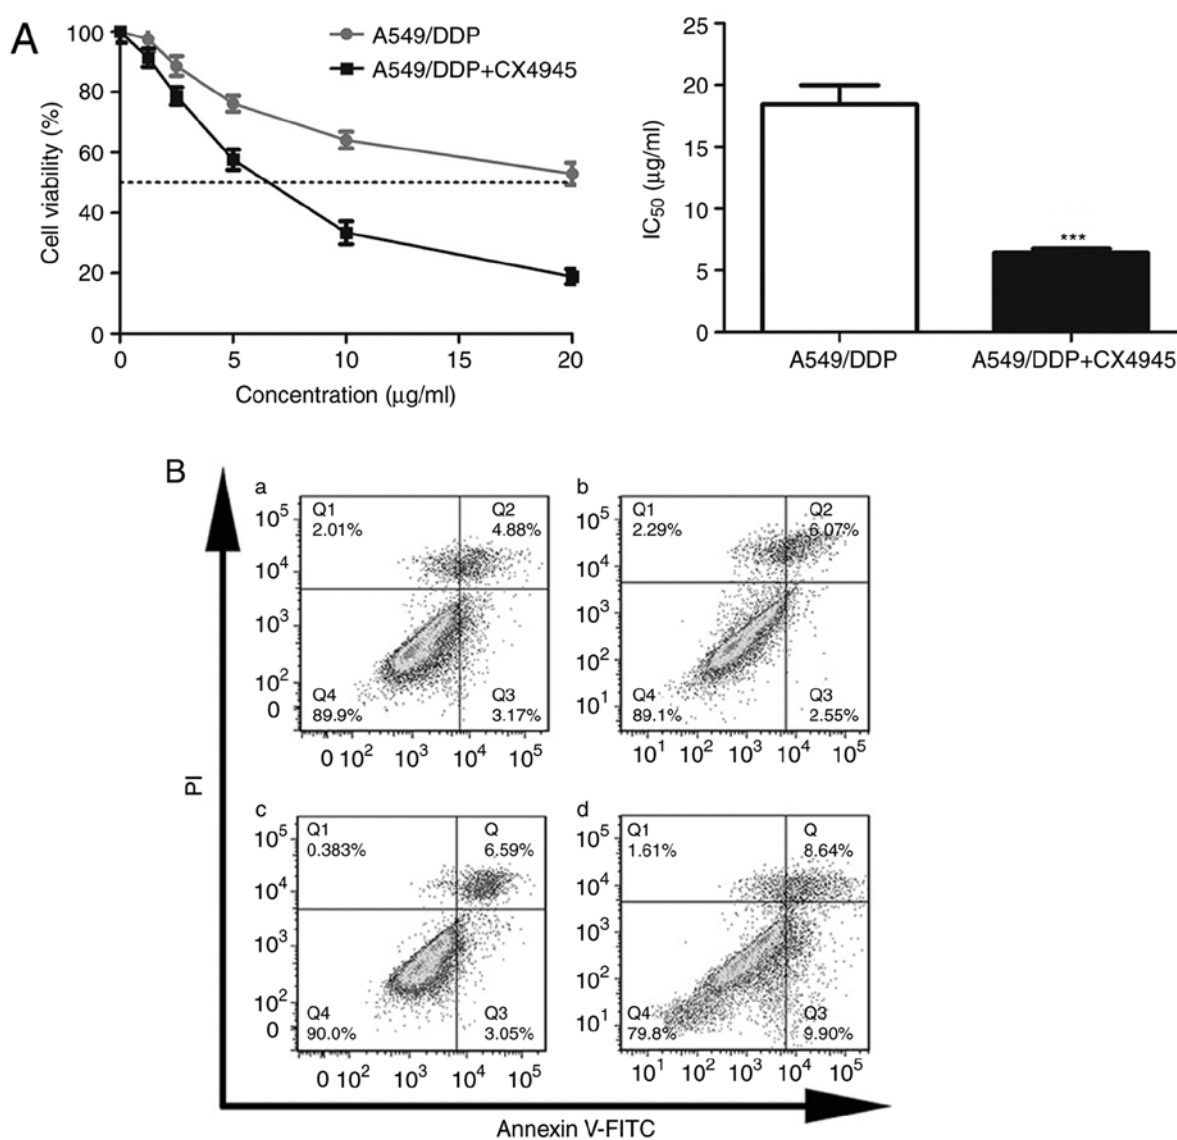 A
100
80
60
40
20
0
Cell viability (%)
A549/DDP
A549/DDP+CX4945
0 5 10 15 20
Concentration (μg/ml)
25
20
15
10
5
0
IC50 (μg/ml)
***
A549/DDP A549/DDP+CX4945
B
PI
a
Q1 Q2
2.01% 4.88%
10^5
10^4
10^3
10^2
0
Q4 Q3
89.9% 3.17%
0 10^2 10^3 10^4 10^5
b
Q1 Q2
2.29% 6.07%
10^5
10^4
10^3
10^2
10^1
Q4 Q3
89.1% 2.55%
10^1 10^2 10^3 10^4 10^5
c
Q1 Q
0.383% 6.59%
10^5
10^4
10^3
10^2
0
Q4 Q3
90.0% 3.05%
0 10^2 10^3 10^4 10^5
d
Q1 Q
1.61% 8.64%
10^5
10^4
10^3
10^2
10^1
Q4 Q3
79.8% 9.90%
10^1 10^2 10^3 10^4 10^5
Annexin V-FITC